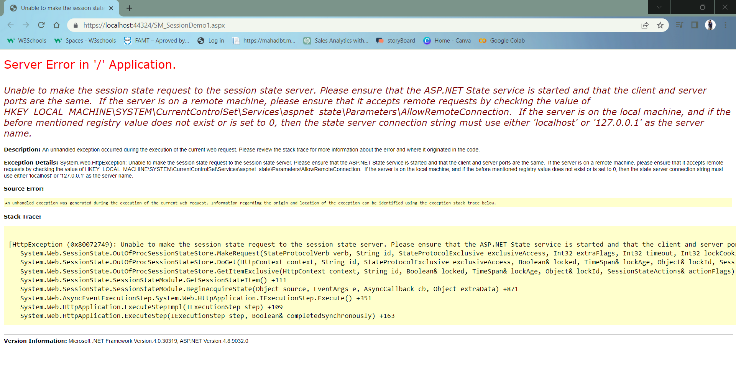 Unable to make the session stat
https://localhost:44324/SM_SessionDemo1.aspx
W3Schools
Spaces - W3schools
FAMT - Aproved by...
Log in
https://mahadbt.m...
Sales Analytics with...
storyBoard
Home - Canva
Google Colab
Server Error in '/' Application.
Unable to make the session state request to the session state server. Please ensure that the ASP.NET State service is started and that the client and server
ports are the same.  If the server is on a remote machine, please ensure that it accepts remote requests by checking the value of
HKEY_LOCAL_MACHINE\SYSTEM\CurrentControlSet\Services\aspnet_state\Parameters\AllowRemoteConnection.  If the server is on the local machine, and if the
before mentioned registry value does not exist or is set to 0, then the state server connection string must use either 'localhost' or '127.0.0.1' as the server
name.
Description: An unhandled exception occurred during the execution of the current web request. Please review the stack trace for more information about the error and where it originated in the code.
Exception Details: System.Web.HttpException: Unable to make the session state request to the session state server. Please ensure that the ASP.NET State service is started and that the client and server ports are the same.  If the server is on a remote machine, please ensure that it accepts remote
requests by checking the value of HKEY_LOCAL_MACHINE\SYSTEM\CurrentControlSet\Services\aspnet_state\Parameters\AllowRemoteConnection.  If the server is on the local machine, and if the before mentioned registry value does not exist or is set to 0, then the state server connection string must
use either 'localhost' or '127.0.0.1' as the server name.
Source Error:
An unhandled exception was generated during the execution of the current web request. Information regarding the origin and location of the exception can be identified using the exception stack trace below.
Stack Trace:
[HttpException (0x80072749): Unable to make the session state request to the session state server. Please ensure that the ASP.NET State service is started and that the client and server por
System.Web.SessionState.OutOfProcSessionStateStore.MakeRequest(StateProtocolVerb verb, String id, StateProtocolExclusive exclusiveAccess, Int32 extraFlags, Int32 timeout, Int32 lockCook
System.Web.SessionState.OutOfProcSessionStateStore.DoGet(HttpContext context, String id, StateProtocolExclusive exclusiveAccess, Boolean& locked, TimeSpan& lockAge, Object& lockId, Sess
System.Web.SessionState.OutOfProcSessionStateStore.GetItemExclusive(HttpContext context, String id, Boolean& locked, TimeSpan& lockAge, Object& lockId, SessionStateActions& actionFlags)
System.Web.SessionState.SessionStateModule.GetSessionStateItem() +111
System.Web.SessionState.SessionStateModule.BeginAcquireState(Object source, EventArgs e, AsyncCallback cb, Object extraData) +871
System.Web.AsyncEventExecutionStep.System.Web.HttpApplication.IExecutionStep.Execute() +351
System.Web.HttpApplication.ExecuteStepImpl(IExecutionStep step) +109
System.Web.HttpApplication.ExecuteStep(IExecutionStep step, Boolean& completedSynchronously) +163
Version Information: Microsoft .NET Framework Version:4.0.30319; ASP.NET Version:4.8.9032.0